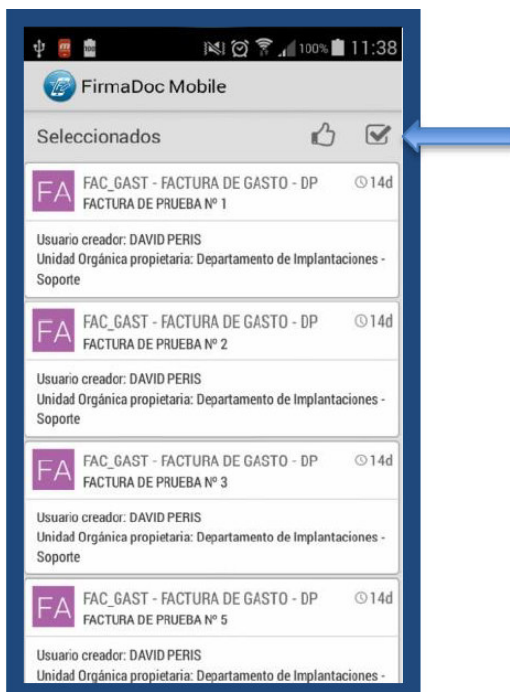 100% 11:38
FirmaDoc Mobile
Seleccionados
FA FAC_GAST - FACTURA DE GASTO - DP 14d
FACTURA DE PRUEBA Nº 1
Usuario creador: DAVID PERIS
Unidad Orgánica propietaria: Departamento de Implantaciones -
Soporte
FA FAC_GAST - FACTURA DE GASTO - DP 14d
FACTURA DE PRUEBA Nº 2
Usuario creador: DAVID PERIS
Unidad Orgánica propietaria: Departamento de Implantaciones -
Soporte
FA FAC_GAST - FACTURA DE GASTO - DP 14d
FACTURA DE PRUEBA Nº 3
Usuario creador: DAVID PERIS
Unidad Orgánica propietaria: Departamento de Implantaciones -
Soporte
FA FAC_GAST - FACTURA DE GASTO - DP 14d
FACTURA DE PRUEBA Nº 5
Usuario creador: DAVID PERIS
Unidad Orgánica propietaria: Departamento de Implantaciones -